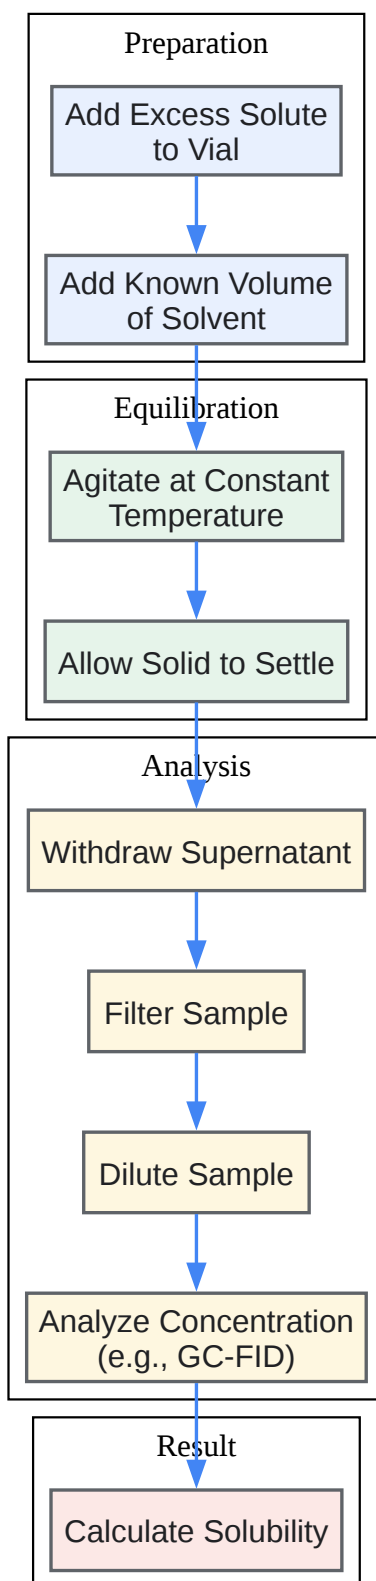 Preparation
Add Excess Solute
to Vial
Add Known Volume
of Solvent
Equilibration
Agitate at Constant
Temperature
Allow Solid to Settle
Analysis
Withdraw Supernatant
Filter Sample
Dilute Sample
Analyze Concentration
(e.g., GC-FID)
Result
Calculate Solubility